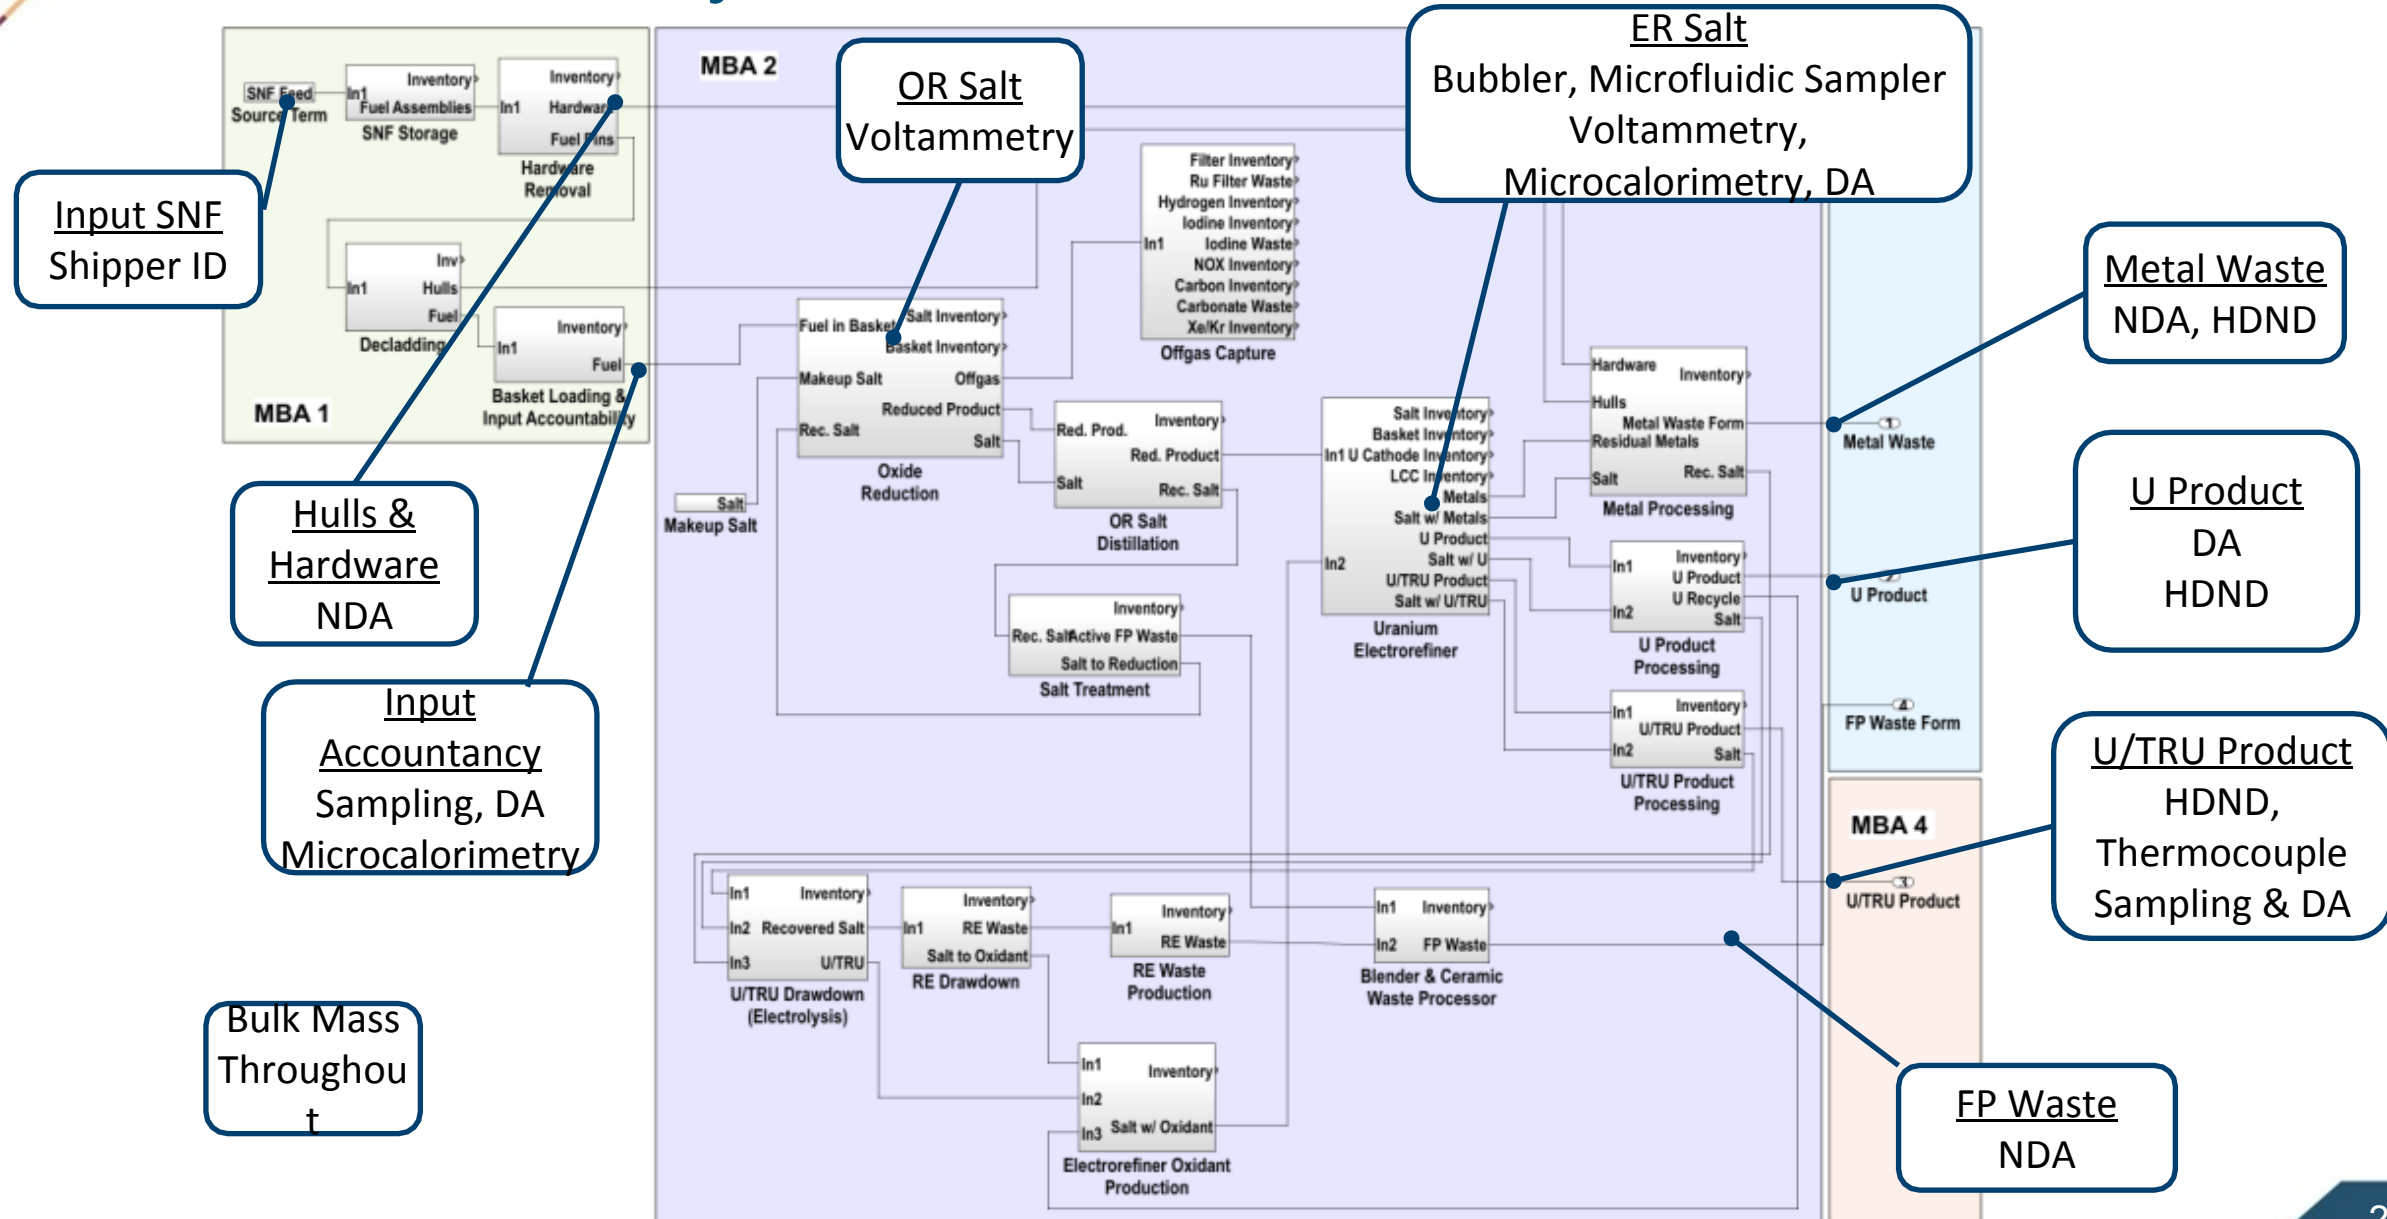 ER Salt
Bubbler, Microfluidic Sampler
Voltammetry,
Microcalorimetry, DA
OR Salt
Voltammetry
Input SNF
Shipper ID
Hulls &
Hardware
NDA
Input
Accountancy
Sampling, DA
Microcalorimetry
Bulk Mass
Throughou
t
Metal Waste
NDA, HDND
U Product
DA
HDND
U/TRU Product
HDND,
Thermocouple
Sampling & DA
FP Waste
NDA
MBA 1
SNF Feed
Source Term
In1
Inventory
Fuel Assemblies
SNF Storage
In1
Inventory
Hardware
Fuel Pins
Hardware
Removal
In1
Inv
Hulls
Fuel
Decladding
In1
Inventory
Fuel
Basket Loading &
Input Accountability
MBA 2
Fuel in Basket
Makeup Salt
Rec. Salt
Salt Inventory
Basket Inventory
Offgas
Reduced Product
Salt
Oxide
Reduction
Salt
Makeup Salt
In1
Filter Inventory
Ru Filter Waste
Hydrogen Inventory
Iodine Inventory
Iodine Waste
NOX Inventory
Carbon Inventory
Carbonate Waste
Xe/Kr Inventory
Offgas Capture
Red. Prod.
Salt
Inventory
Red. Product
Rec. Salt
OR Salt
Distillation
Rec. Salt
Inventory
Active FP Waste
Salt to Reduction
Salt Treatment
In1
In2
Salt Inventory
Basket Inventory
U Cathode Inventory
LCC Inventory
Metals
Salt w/ Metals
U Product
Salt w/ U
U/TRU Product
Salt w/ U/TRU
Uranium
Electrorefiner
Hardware
Hulls
Residual Metals
Salt
Inventory
Metal Waste Form
Rec. Salt
Metal Processing
In1
In2
Inventory
U Product
U Recycle
Salt
U Product
Processing
In1
In2
Inventory
U/TRU Product
Salt
U/TRU Product
Processing
In1
In2
In3
Inventory
Recovered Salt
U/TRU
U/TRU Drawdown
(Electrolysis)
In1
Inventory
RE Waste
Salt to Oxidant
RE Drawdown
In1
Inventory
RE Waste
RE Waste
Production
In1
In2
Inventory
FP Waste
Blender & Ceramic
Waste Processor
In1
In2
In3
Inventory
Salt w/ Oxidant
Electrorefiner Oxidant
Production
1
Metal Waste
U Product
4
FP Waste Form
MBA 4
3
U/TRU Product